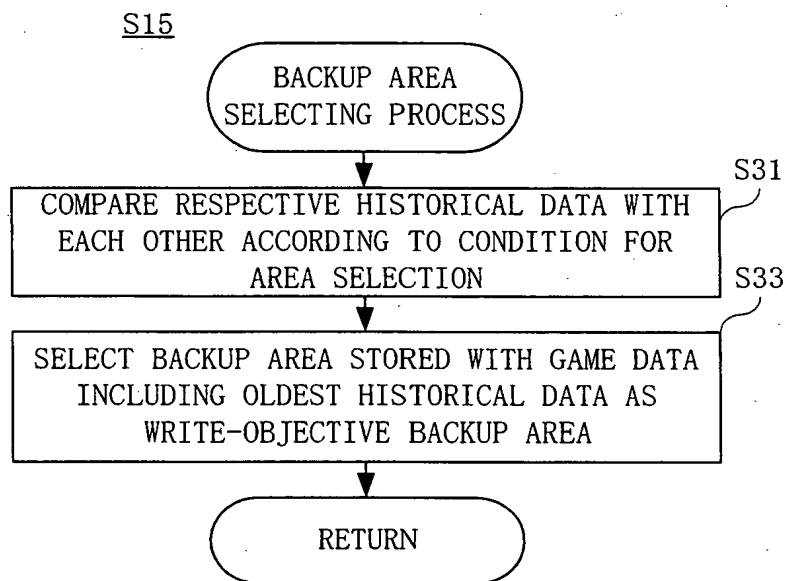 S15
BACKUP AREA
SELECTING PROCESS
S31
COMPARE RESPECTIVE HISTORICAL DATA WITH
EACH OTHER ACCORDING TO CONDITION FOR
AREA SELECTION
S33
SELECT BACKUP AREA STORED WITH GAME DATA
INCLUDING OLDEST HISTORICAL DATA AS
WRITE-OBJECTIVE BACKUP AREA
RETURN